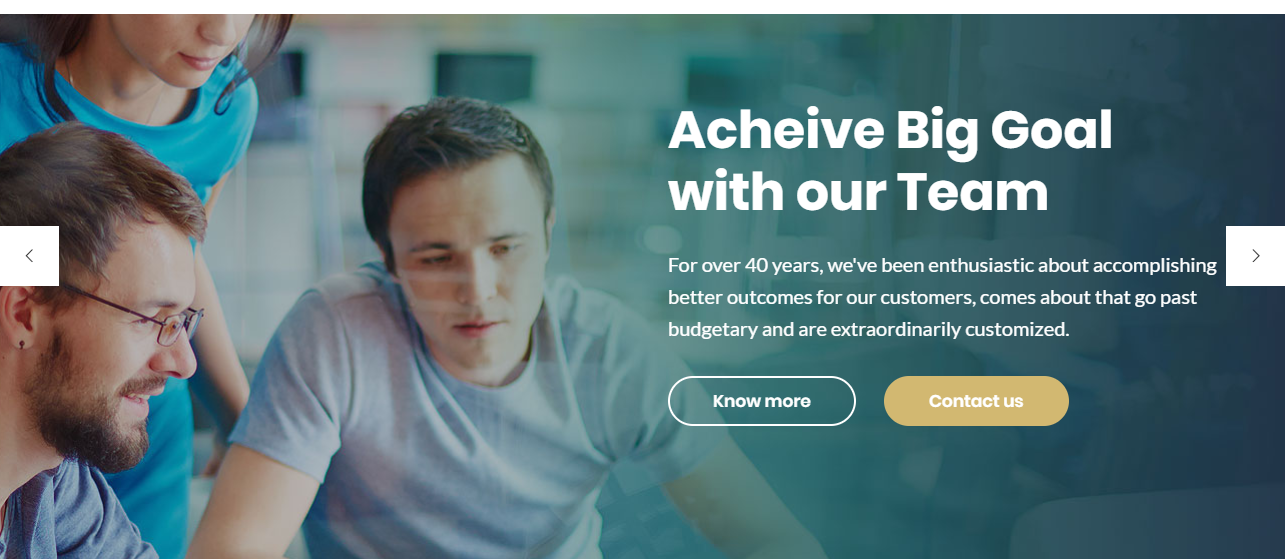 Acheive Big Goal
with our Team
For over 40 years, we've been enthusiastic about accomplishing
better outcomes for our customers, comes about that go past
budgetary and are extraordinarily customized.
Know more
Contact us